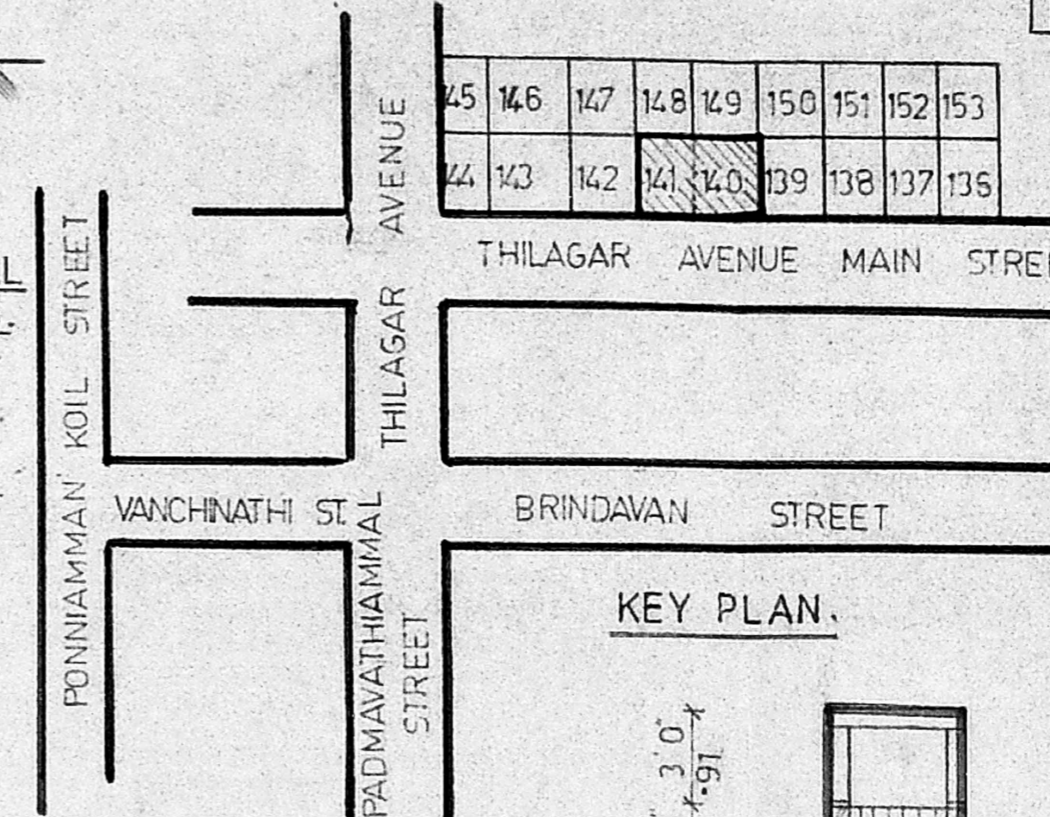 45 146 147 148 149 150 151 152 153
44 143 142 141 140 139 138 137 136
THILAGAR AVENUE MAIN
THILAGAR AVENUE
PONNIAMMAN KOIL STREET
VANCHINATHI ST.
BRINDAVAN STREET
PADMAVATHIAMMAL
STREET
KEY PLAN.
3'0"
.91